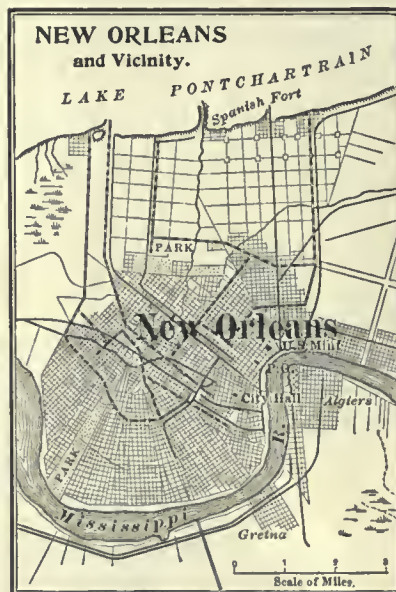 NEW ORLEANS
and Vicinity.
LAKE PONTCHARTRAIN
Spanish Fort
PARK
New Orleans
U.S. Mint
P.O.
City Hall
Algiers
PARK
R.
Mississippi
Gretna
0 1 2 3
Scale of Miles.